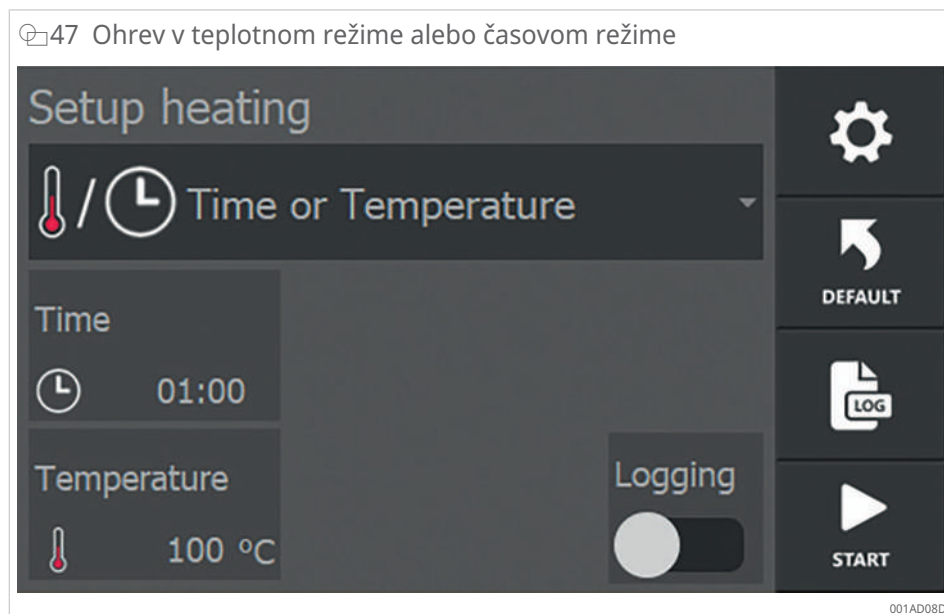 47 Ohrev v teplotnom režime alebo časovom režime
Setup heating
/ Time or Temperature
DEFAULT
Time
01:00
LOG
Temperature
100 °C
Logging
START
001AD08D